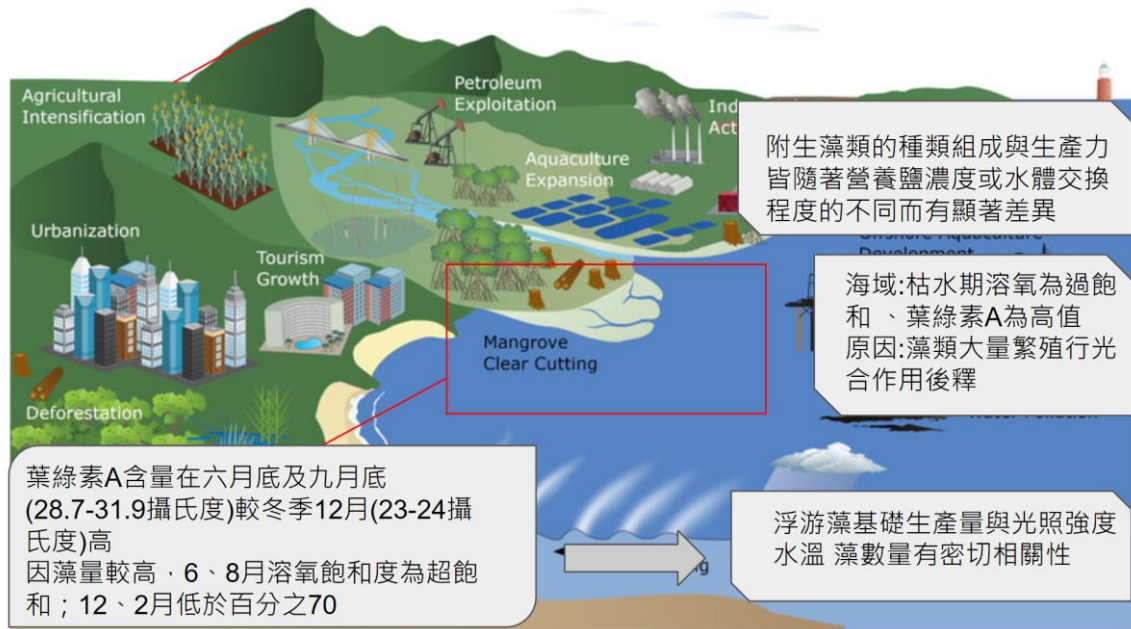 Agricultural
Intensification
Petroleum
Exploitation
Aquaculture
Expansion
Urbanization
Tourism
Growth
Mangrove
Clear Cutting
Deforestation
附生藻類的種類組成與生產力
皆隨著營養鹽濃度或水體交換
程度的不同而有顯著差異
海域:枯水期溶氧為過飽
和 、葉綠素A為高值
原因:藻類大量繁殖行光
合作用後釋
葉綠素A含量在六月底及九月底
(28.7-31.9攝氏度)較冬季12月(23-24攝
氏度)高
因藻量較高，6、8月溶氧飽和度為超飽
和；12、2月低於百分之70
浮游藻基礎生產量與光照強度
水溫 藻數量有密切相關性